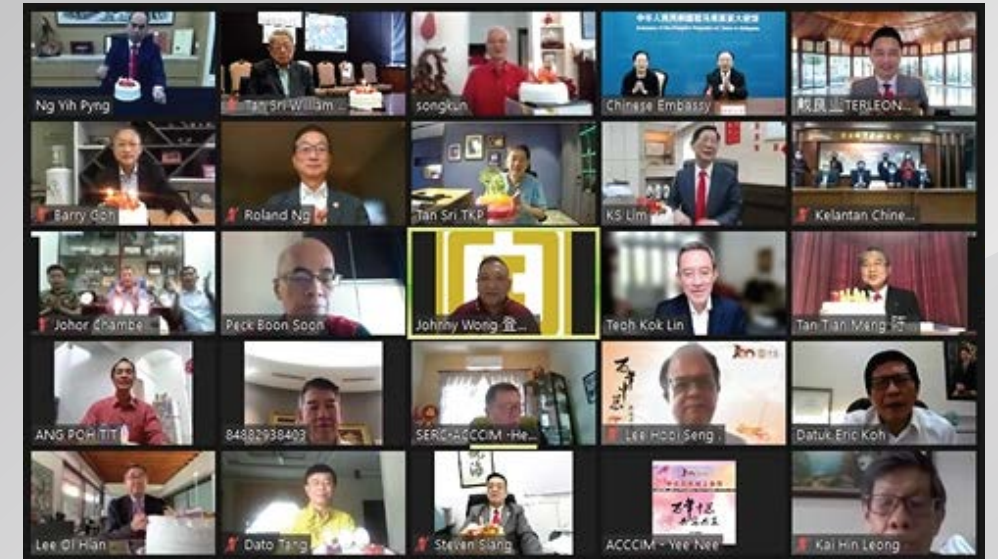 Ng Yih Pyng
Tan Sri William ...
songkun
Chinese Embassy
TERLEON...
Barry Goh
Roland Ng
Tan Sri TKP
KS Lim
Kelantan Chine...
Johor Chambe...
Peck Boon Soon
Johnny Wong 金...
Teoh Kok Lin
Tan Tian Meng 陈
ANG POH TIT
84882938403
SERC-ACCCIM -He...
Lee Hooi Seng
Datuk Eric Koh
Lee Oi Hian
Dato Tang
Steven Siang
ACCCIM - Yee Nee
Kai Hin Leong